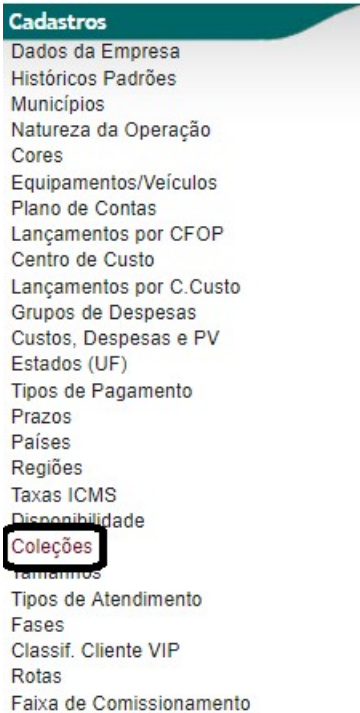 Cadastros
Dados da Empresa
Históricos Padrões
Municípios
Natureza da Operação
Cores
Equipamentos/Veículos
Plano de Contas
Lançamentos por CFOP
Centro de Custo
Lançamentos por C.Custo
Grupos de Despesas
Custos, Despesas e PV
Estados (UF)
Tipos de Pagamento
Prazos
Países
Regiões
Taxas ICMS
Disponibilidade
Coleções
Tamanhos
Tipos de Atendimento
Fases
Classif. Cliente VIP
Rotas
Faixa de Comissionamento